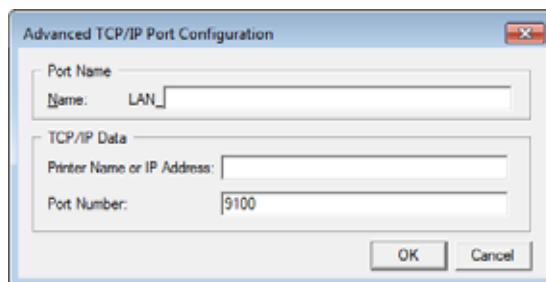 Advanced TCP/IP Port Configuration
Port Name
Name: LAN_
TCP/IP Data
Printer Name or IP Address:
Port Number: 9100
OK Cancel